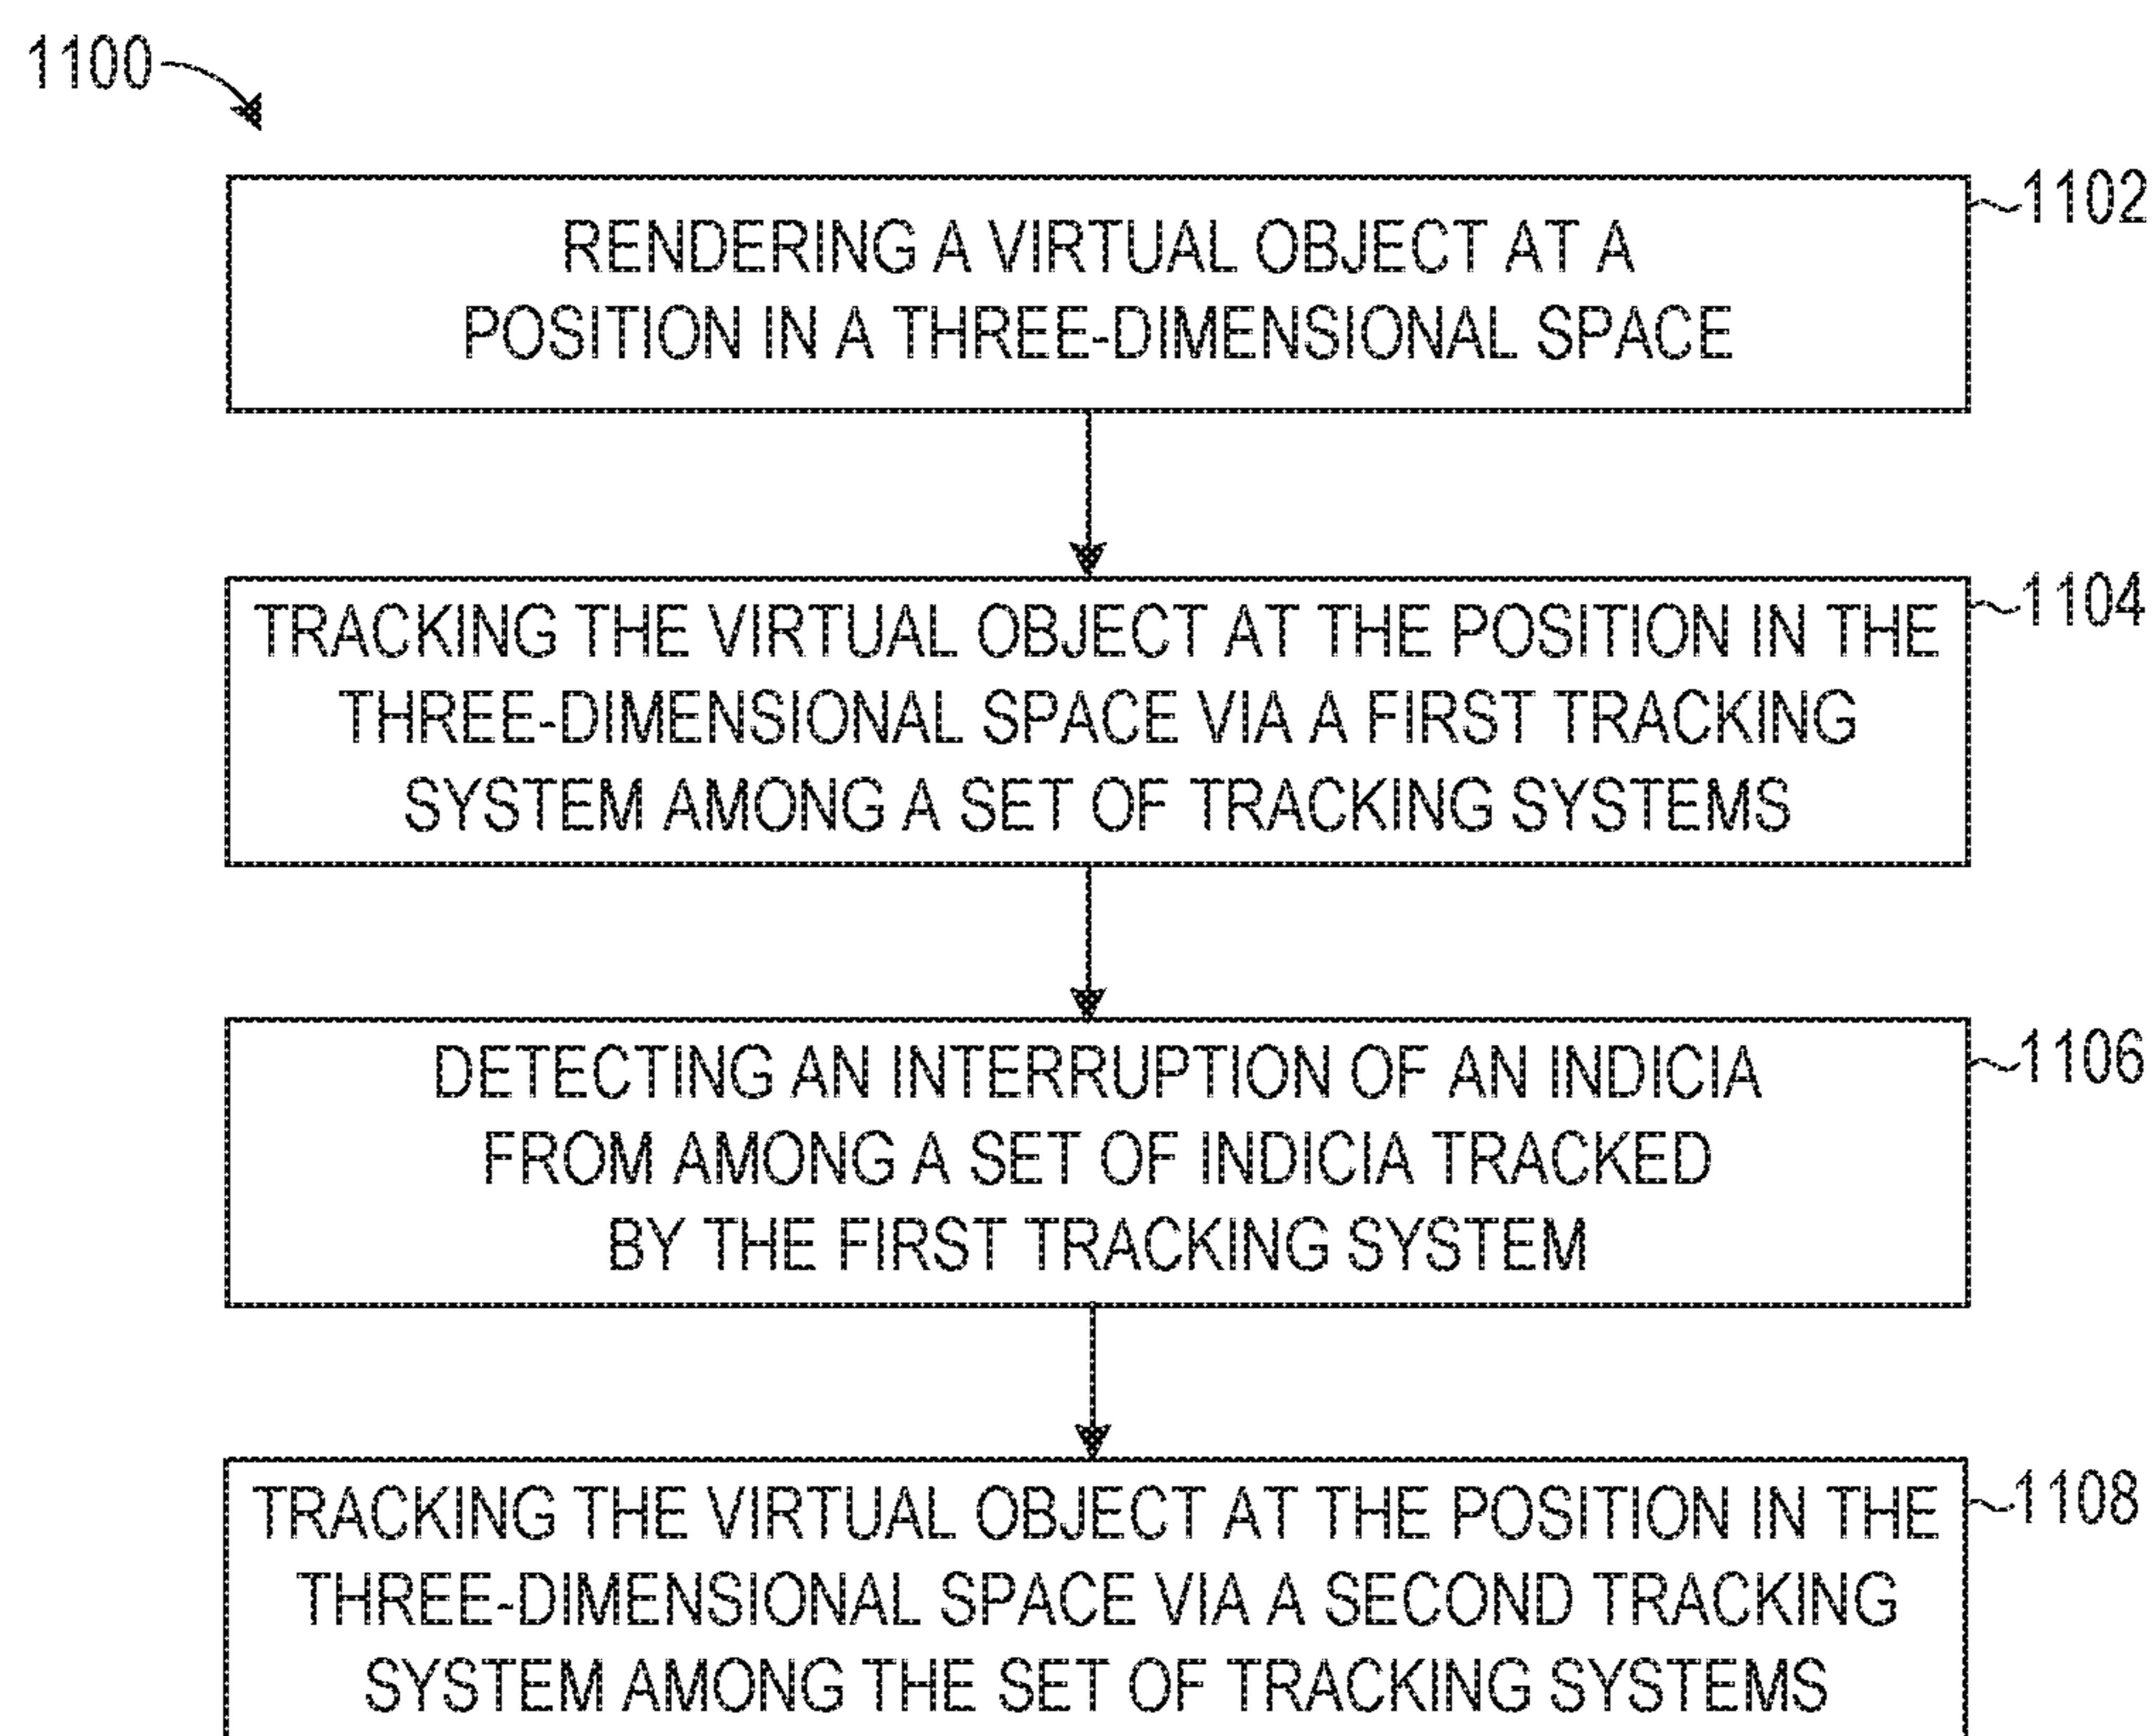 1100
1102
RENDERING A VIRTUAL OBJECT AT A
POSITION IN A THREE-DIMENSIONAL SPACE
1104
TRACKING THE VIRTUAL OBJECT AT THE POSITION IN THE
THREE-DIMENSIONAL SPACE VIA A FIRST TRACKING
SYSTEM AMONG A SET OF TRACKING SYSTEMS
1106
DETECTING AN INTERRUPTION OF AN INDICIA
FROM AMONG A SET OF INDICIA TRACKED
BY THE FIRST TRACKING SYSTEM
1108
TRACKING THE VIRTUAL OBJECT AT THE POSITION IN THE
THREE-DIMENSIONAL SPACE VIA A SECOND TRACKING
SYSTEM AMONG THE SET OF TRACKING SYSTEMS